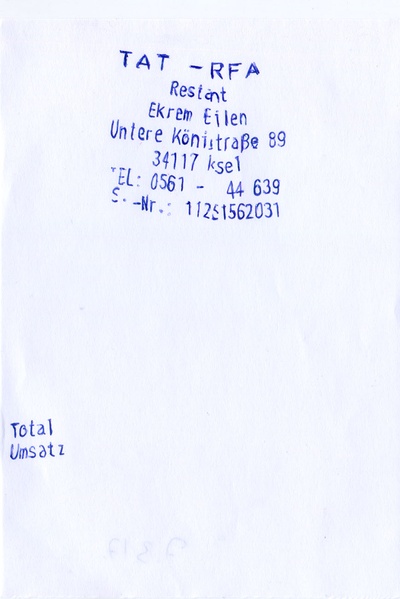 TAT - RFA
Restant
Ekrem Eilen
Untere Könistraße 89
34117 ksel
TEL: 0561 - 44 639
S. -Nr.: 11251562031
Total
Umsatz